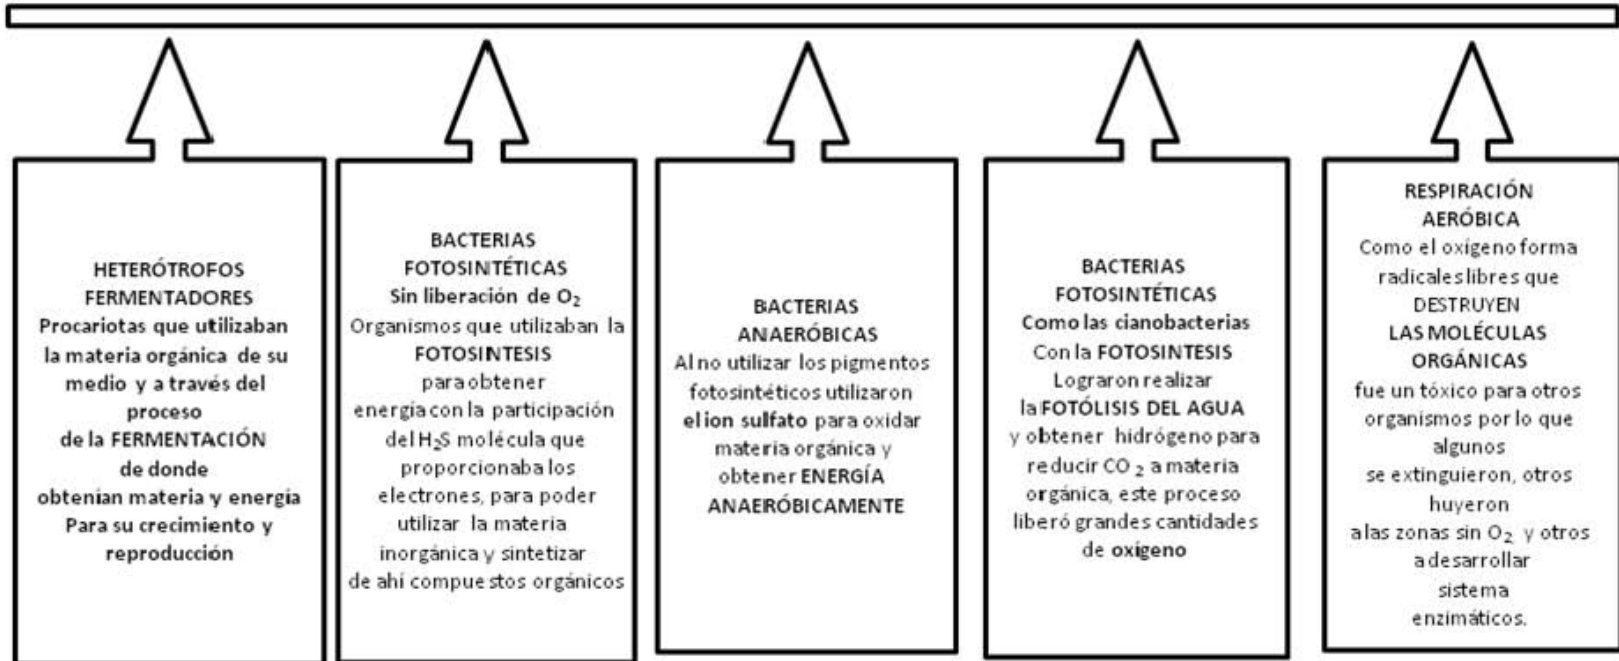 HETERÓTROFOS
FERMENTADORES
Procariotas que utilizaban
la materia orgánica de su
medio y a través del
proceso
de la FERMENTACIÓN
de donde
obtenian materia y energía
Para su crecimiento y
reproducción
BACTERIAS
FOTOSINTÉTICAS
Sin liberación de O₂
Organismos que utilizaban la
FOTOSINTESIS
para obtener
energía con la participación
del H₂S molécula que
proporcionaba los
electrones, para poder
utilizar la materia
inorgánica y sintetizar
de ahí compuestos orgánicos
BACTERIAS
ANAERÓBICAS
Al no utilizar los pigmentos
fotosintéticos utilizaron
el ion sulfato para oxidar
materia orgánica y
obtener ENERGÍA
ANAERÓBICAMENTE
BACTERIAS
FOTOSINTÉTICAS
Como las cianobacterias
Con la FOTOSINTESIS
Lograron realizar
la FOTÓLISIS DEL AGUA
y obtener hidrógeno para
reducir CO₂ a materia
orgánica, este proceso
liberó grandes cantidades
de oxígeno
RESPIRACIÓN
AERÓBICA
Como el oxígeno forma
radicales libres que
DESTRUYEN
LAS MOLÉCULAS
ORGÁNICAS
fue un tóxico para otros
organismos por lo que
algunos
se extinguieron, otros
huyeron
a las zonas sin O₂ y otros
a desarrollar
sistema
enzimáticos.